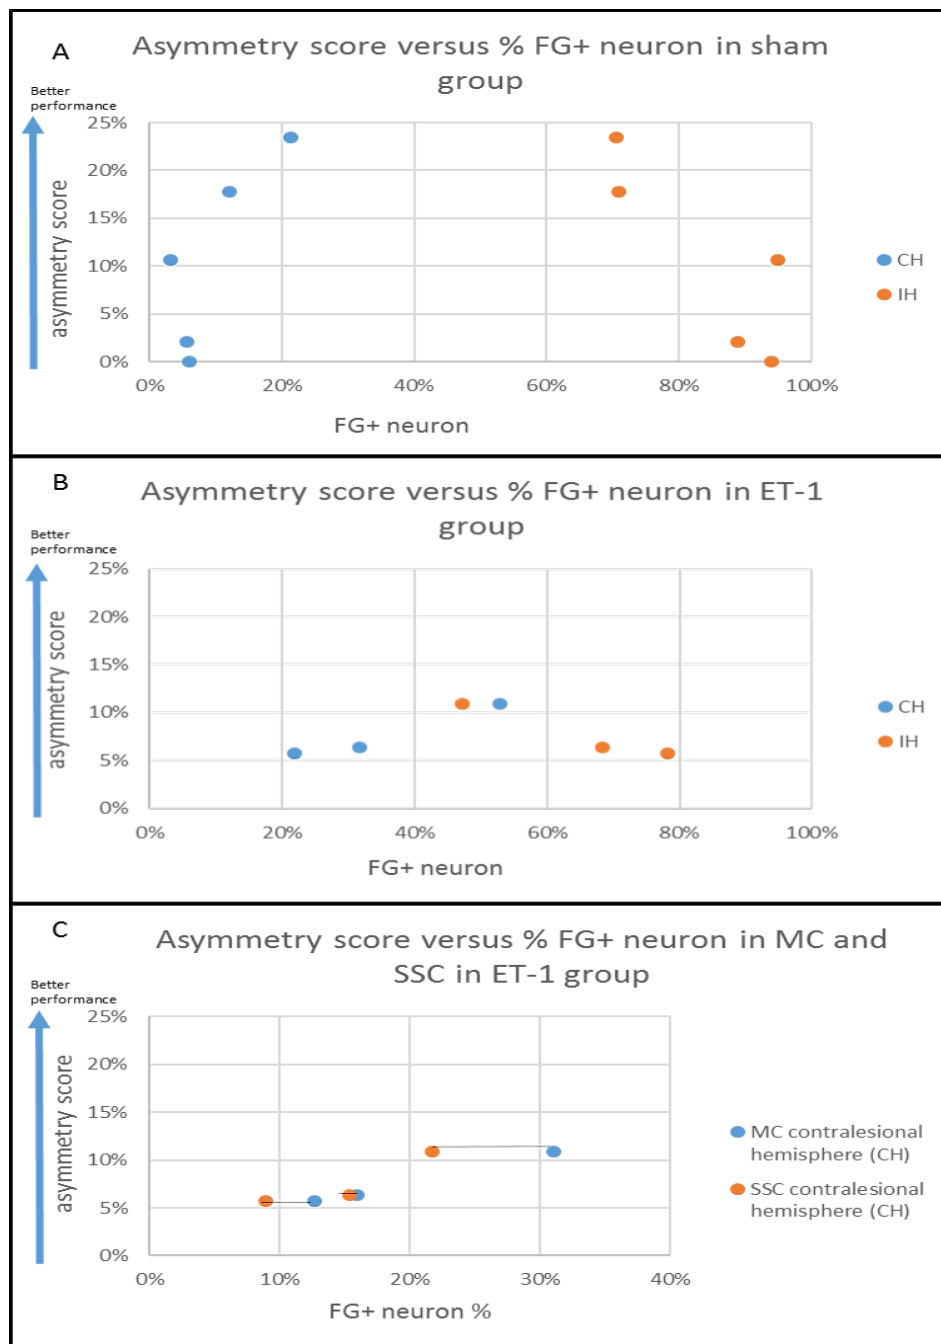 A
Asymmetry score versus % FG+ neuron in sham
group
Better
performance
asymmetry score
25%
20%
15%
10%
5%
0%
0% 20% 40% 60% 80% 100%
FG+ neuron
CH
IH
B
Asymmetry score versus % FG+ neuron in ET-1
group
Better
performance
asymmetry score
25%
20%
15%
10%
5%
0%
0% 20% 40% 60% 80% 100%
FG+ neuron
CH
IH
C
Asymmetry score versus % FG+ neuron in MC and
SSC in ET-1 group
Better
performance
asymmetry score
25%
20%
15%
10%
5%
0%
0% 10% 20% 30% 40%
FG+ neuron %
MC contralesional
hemisphere (CH)
SSC contralesional
hemisphere (CH)